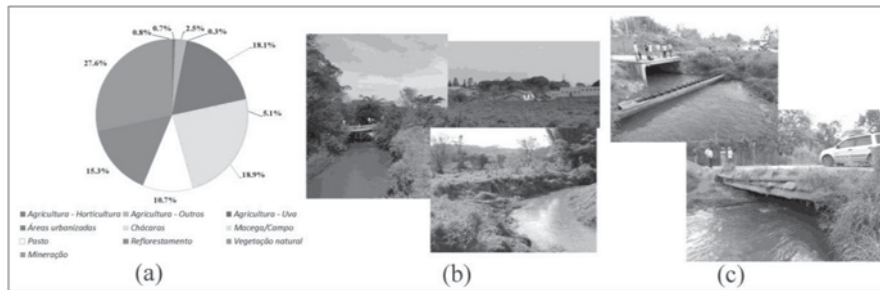 0.7% 2.5%
0.8% 0.3%
18.1%
27.6%
5.1%
15.3% 18.9%
10.7%
Agricultura - Horticultura Agricultura - Outros Agricultura - Uva
Áreas urbanizadas Chácaras Macega/Campo
Pasto Reflorestamento Vegetação natural
Mineração
(a) (b) (c)